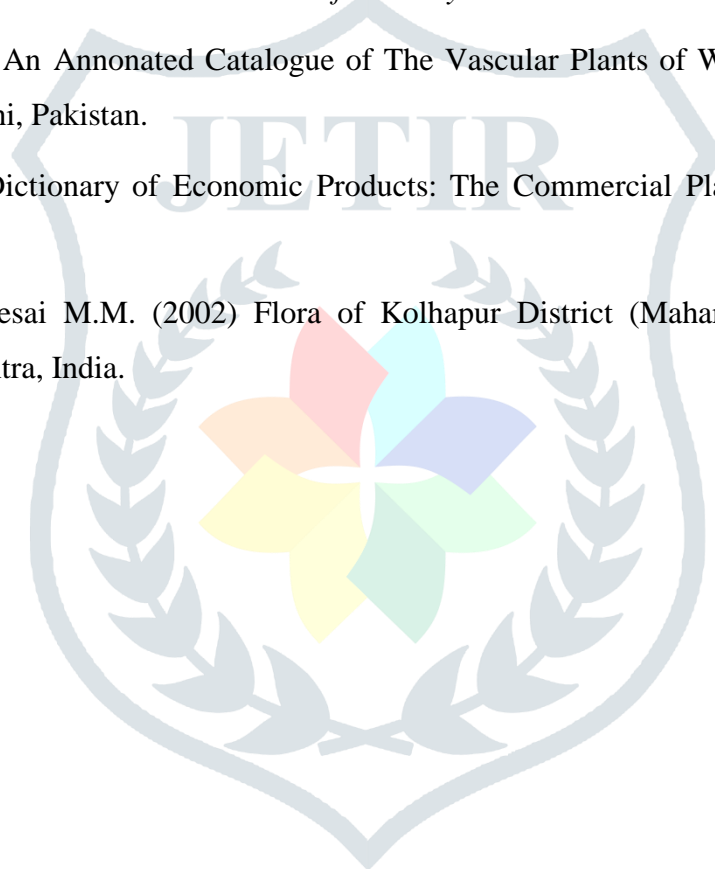 An Annonated Catalogue of The Vascular Plants of W
ni, Pakistan.
JETIR
Dictionary of Economic Products: The Commercial Pla
esai M.M. (2002) Flora of Kolhapur District (Mahar
tra, India.